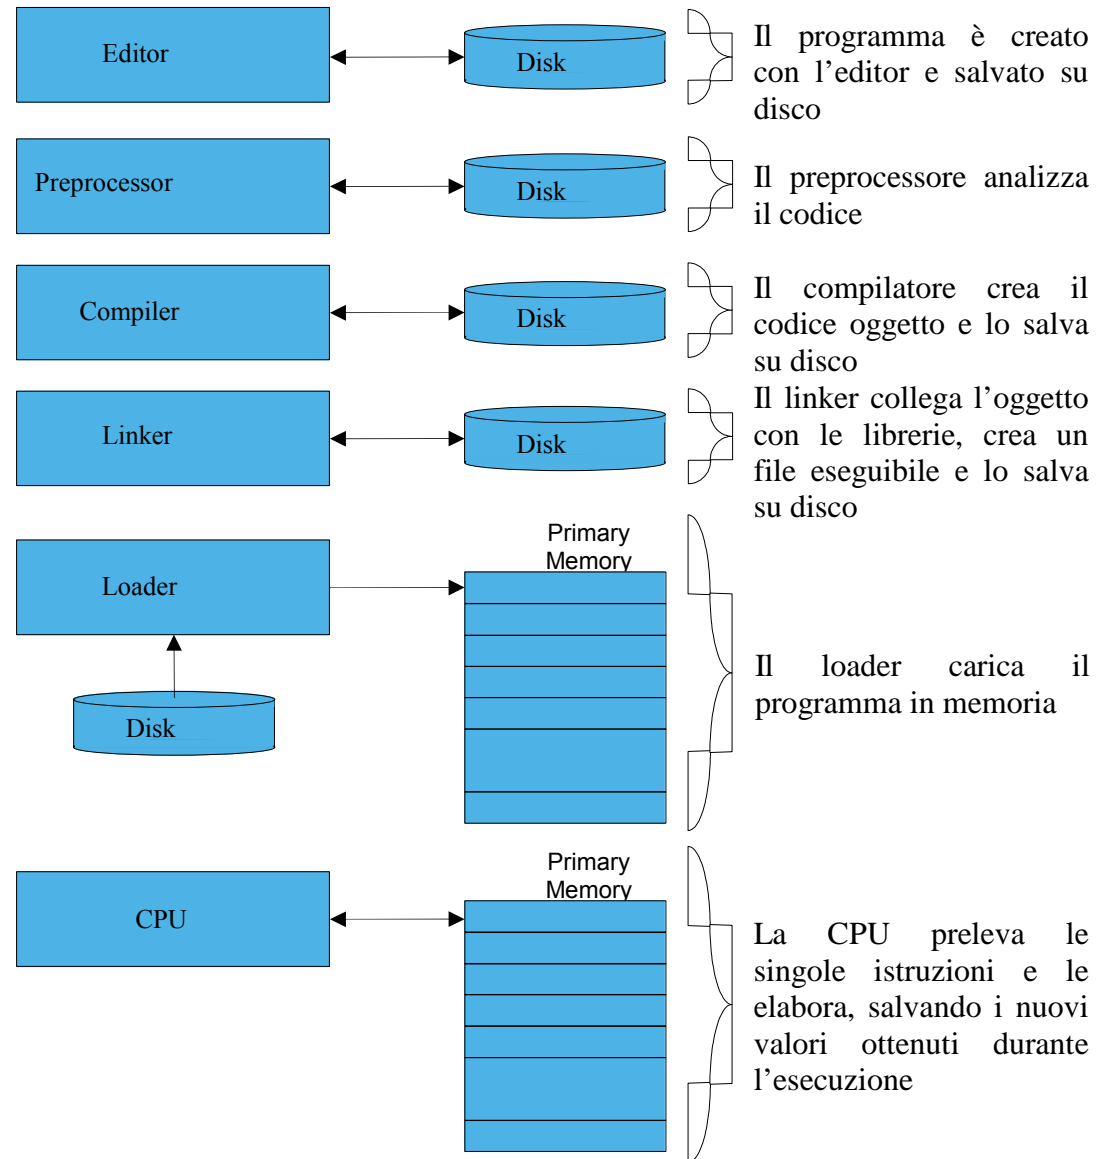 Editor
Disk
Il programma è creato
con l’editor e salvato su
disco
Preprocessor
Disk
Il preprocessore analizza
il codice
Compiler
Disk
Il compilatore crea il
codice oggetto e lo salva
su disco
Linker
Disk
Il linker collega l’oggetto
con le librerie, crea un
file eseguibile e lo salva
su disco
Primary
Memory
Loader
Disk
Il loader carica il
programma in memoria
Primary
Memory
CPU
La CPU preleva le
singole istruzioni e le
elabora, salvando i nuovi
valori ottenuti durante
l’esecuzione